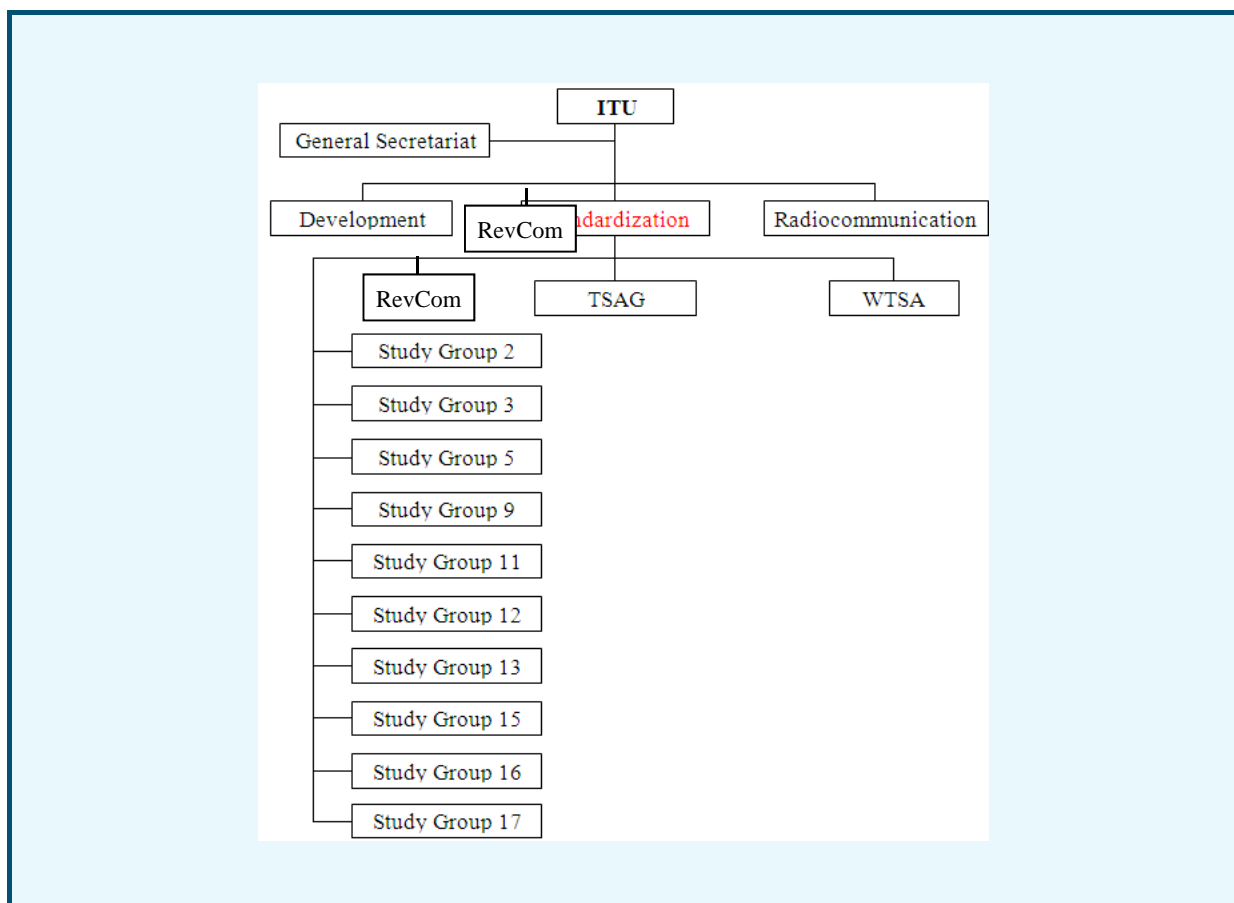 ITU
General Secretariat
Development
RevCom
ndardization
Radiocommunication
RevCom
TSAG
WTSA
Study Group 2
Study Group 3
Study Group 5
Study Group 9
Study Group 11
Study Group 12
Study Group 13
Study Group 15
Study Group 16
Study Group 17